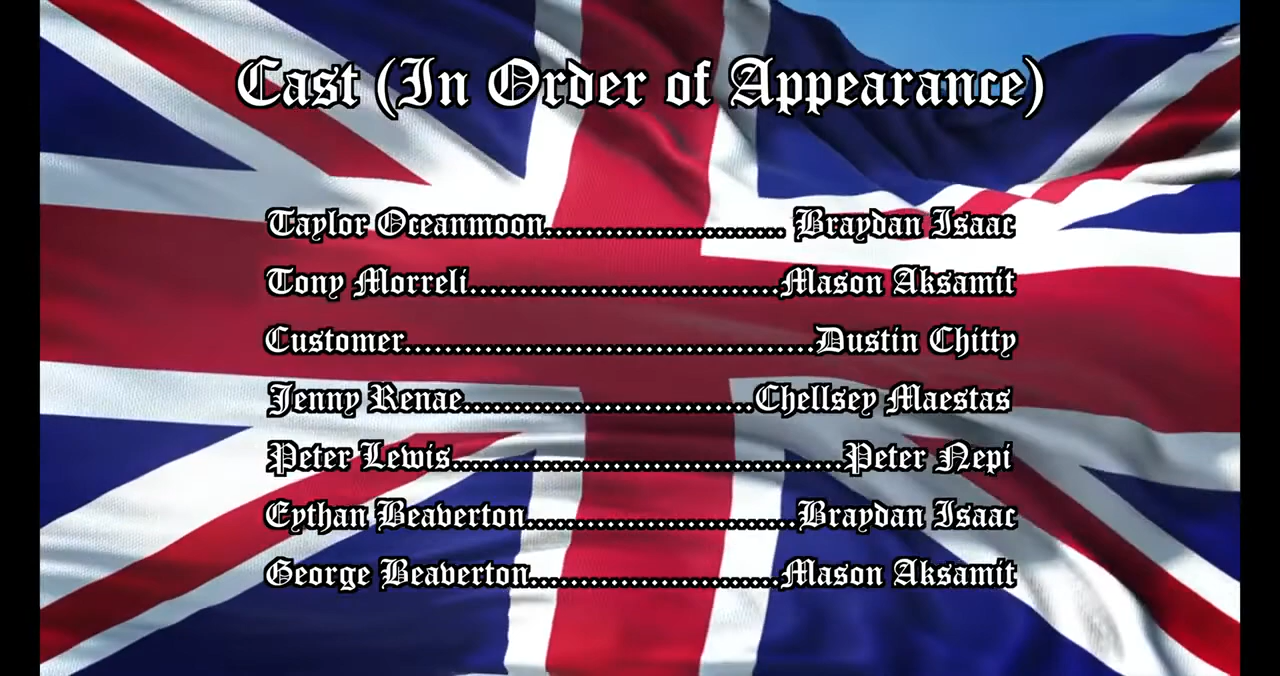 Cast (In Order of Appearance)
Taylor Oceanmoon........................ Braydan Isaac
Tony Morreli...............................Mason Aksamit
Customer.........................................Dustin Chitty
Jenny Renae.............................Chellsey Maestas
Peter Lewis.......................................Peter Nepi
Eythan Beaverton...........................Braydan Isaac
George Beaverton.........................Mason Aksamit